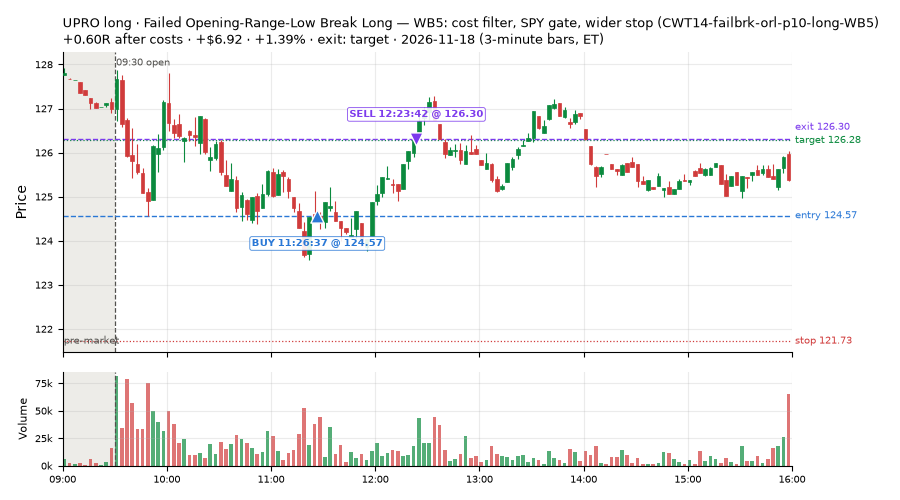 UPRO long · Failed Opening-Range-Low Break Long — WB5: cost filter, SPY gate, wider stop (CWT14-failbrk-orl-p10-long-WB5)
+0.60R after costs · +$6.92 · +1.39% · exit: target · 2026-11-18 (3-minute bars, ET)
128
127
126
125
124
123
122
Price
09:30 open
SELL 12:23:42 @ 126.30
BUY 11:26:37 @ 124.57
exit 126.30
target 126.28
entry 124.57
stop 121.73
pre-market
75k
50k
25k
0k
Volume
09:00
10:00
11:00
12:00
13:00
14:00
15:00
16:00